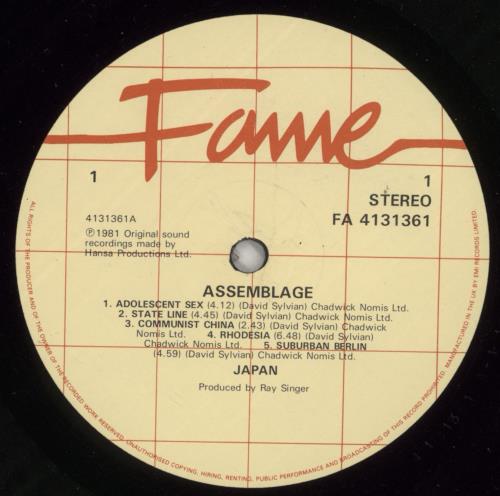 Fame
1
1
STEREO
FA 4131361
4131361A
℗1981 Original sound
recordings made by
Hansa Productions Ltd.
ASSEMBLAGE
1. ADOLESCENT SEX (4.12) (David Sylvian) Chadwick Nomis Ltd.
2. STATE LINE (4.45) (David Sylvian) Chadwick Nomis Ltd.
3. COMMUNIST CHINA (2.43) (David Sylvian) Chadwick
Nomis Ltd. 4. RHODESIA (6.48) (David Sylvian)
Chadwick Nomis Ltd. 5. SUBURBAN BERLIN
(4.59) (David Sylvian) Chadwick Nomis Ltd.
JAPAN
Produced by Ray Singer
ALL RIGHTS OF THE PRODUCER AND OF THE OWNER OF THE RECORDED WORK RESERVED. UNAUTHORISED COPYING, HIRING, RENTING, PUBLIC PERFORMANCE AND BROADCASTING OF THIS RECORD PROHIBITED. MANUFACTURED IN THE UK BY EMI RECORDS LIMITED.